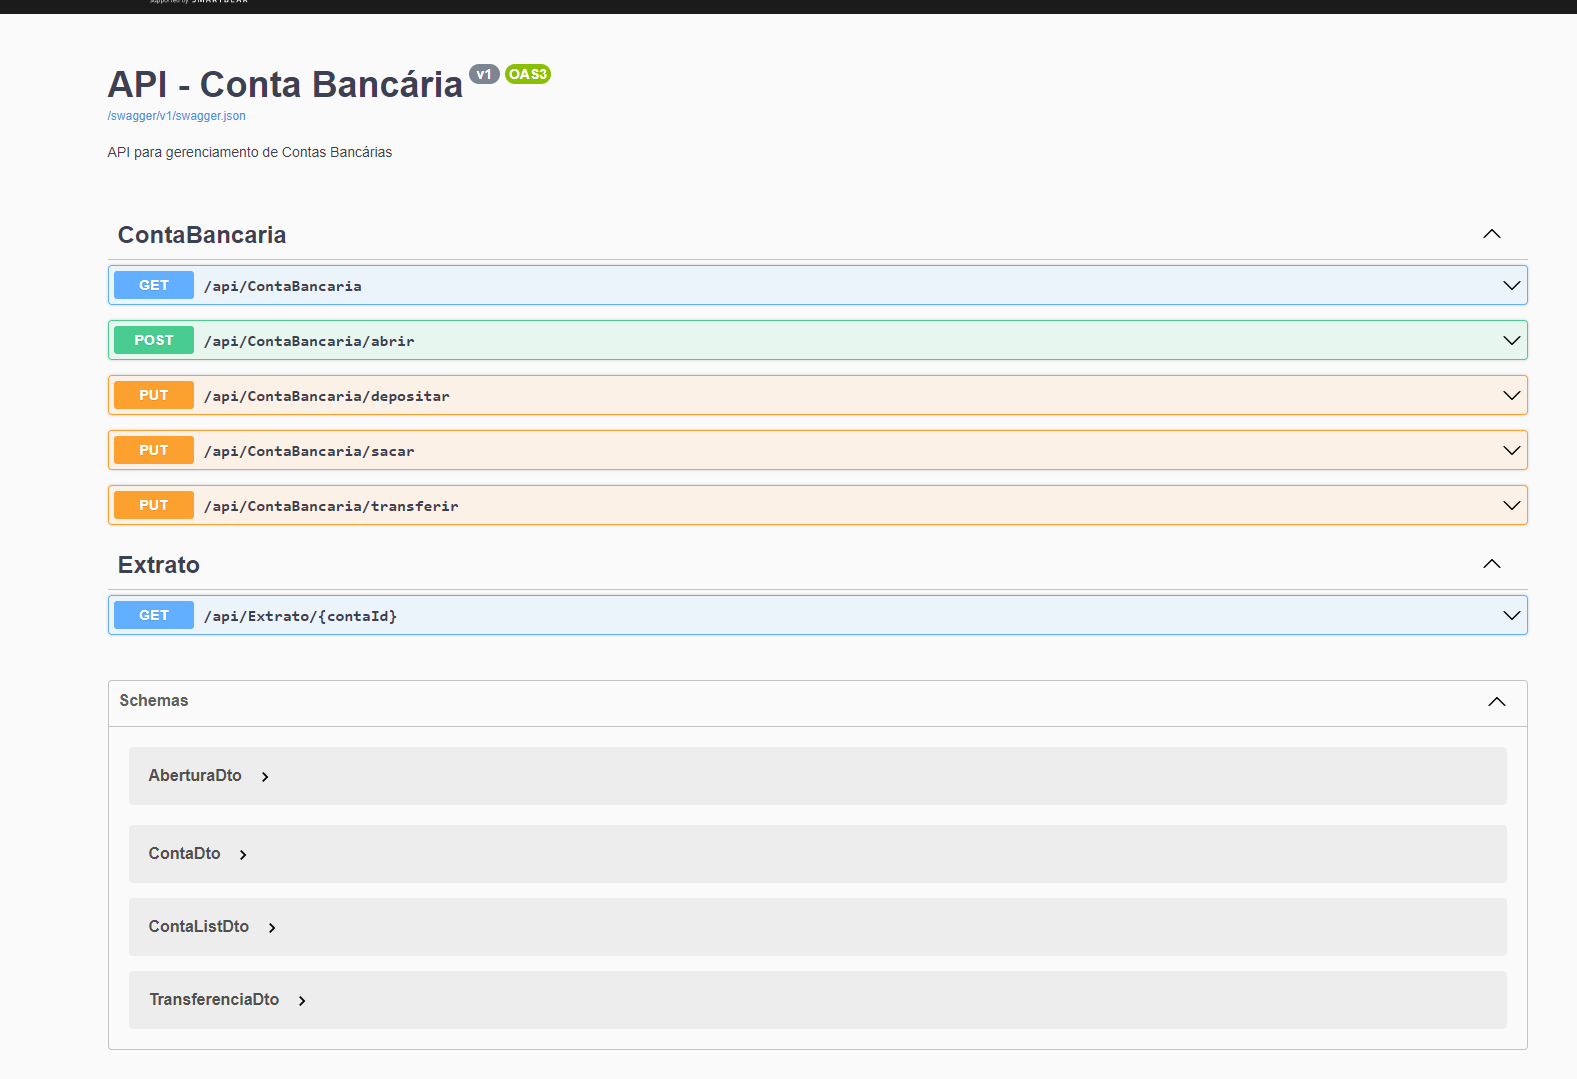 supported by SMARTBEAR
API - Conta Bancária v1 OAS3
/swagger/v1/swagger.json
API para gerenciamento de Contas Bancárias
ContaBancaria
GET /api/ContaBancaria
POST /api/ContaBancaria/abrir
PUT /api/ContaBancaria/depositar
PUT /api/ContaBancaria/sacar
PUT /api/ContaBancaria/transferir
Extrato
GET /api/Extrato/{contaId}
Schemas
AberturaDto
ContaDto
ContaListDto
TransferenciaDto